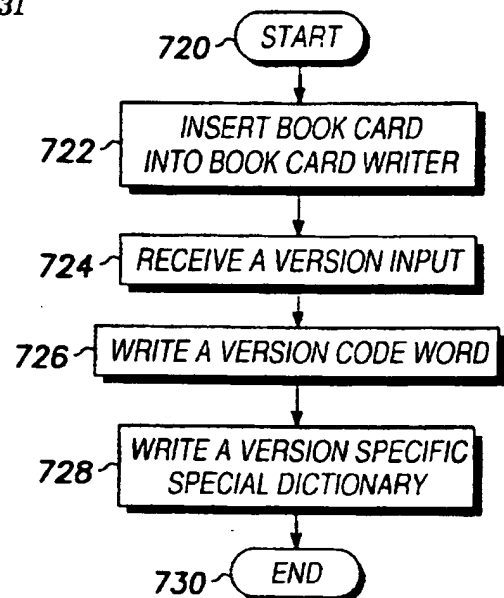 31
720 START
722 INSERT BOOK CARD
INTO BOOK CARD WRITER
724 RECEIVE A VERSION INPUT
726 WRITE A VERSION CODE WORD
728 WRITE A VERSION SPECIFIC
SPECIAL DICTIONARY
730 END